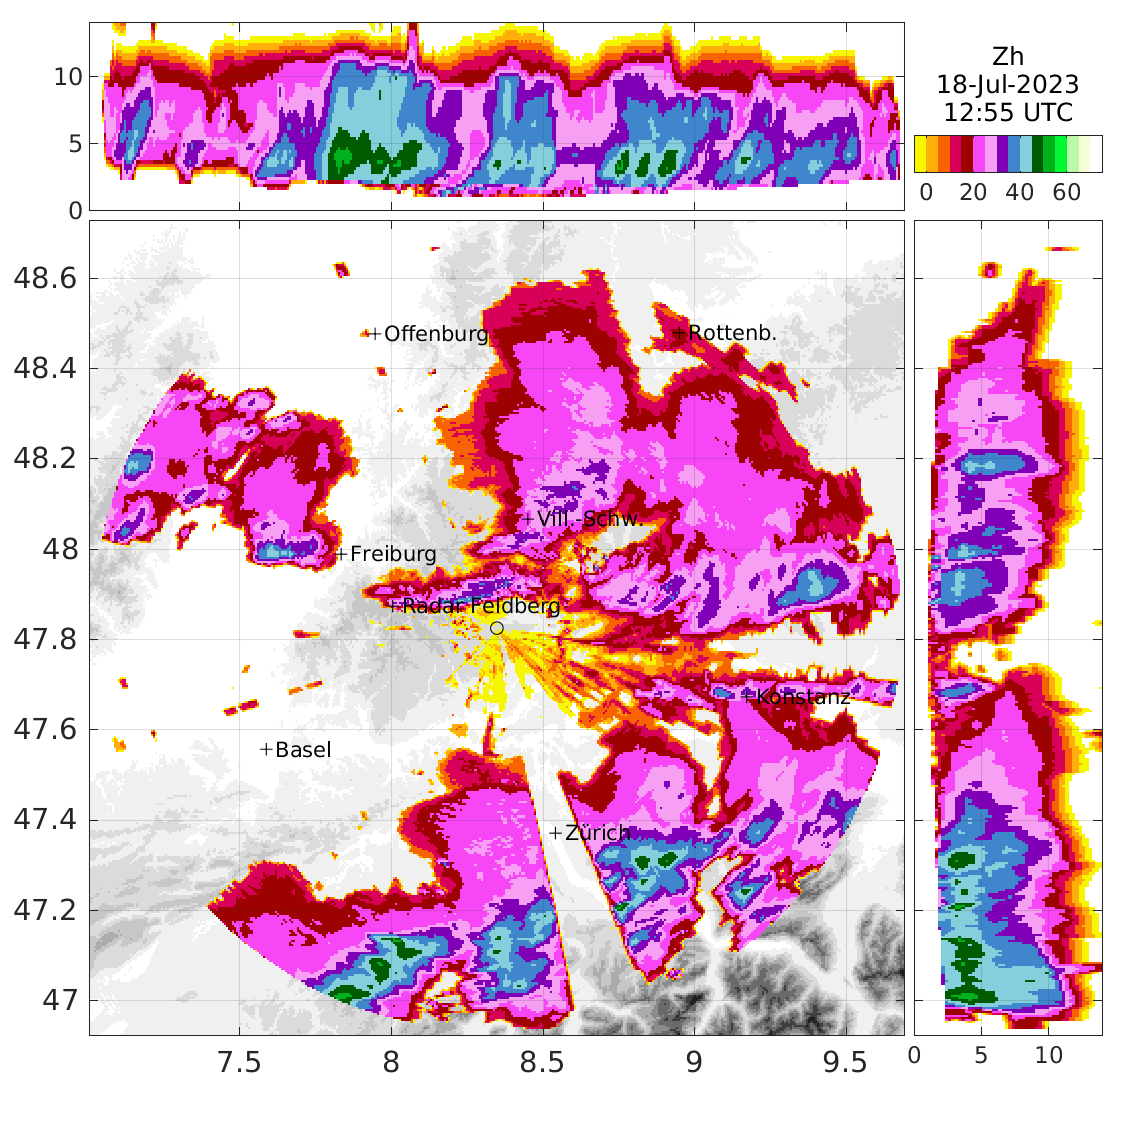 10
5
0
Zh
18-Jul-2023
12:55 UTC
0 20 40 60
48.6
48.4
48.2
48
47.8
47.6
47.4
47.2
47
+Offenburg
+Rottenb.
+Vill.-Schw.
+Freiburg
+Radar Feldberg
+Konstanz
+Basel
+Zürich
7.5 8 8.5 9 9.5
0 5 10